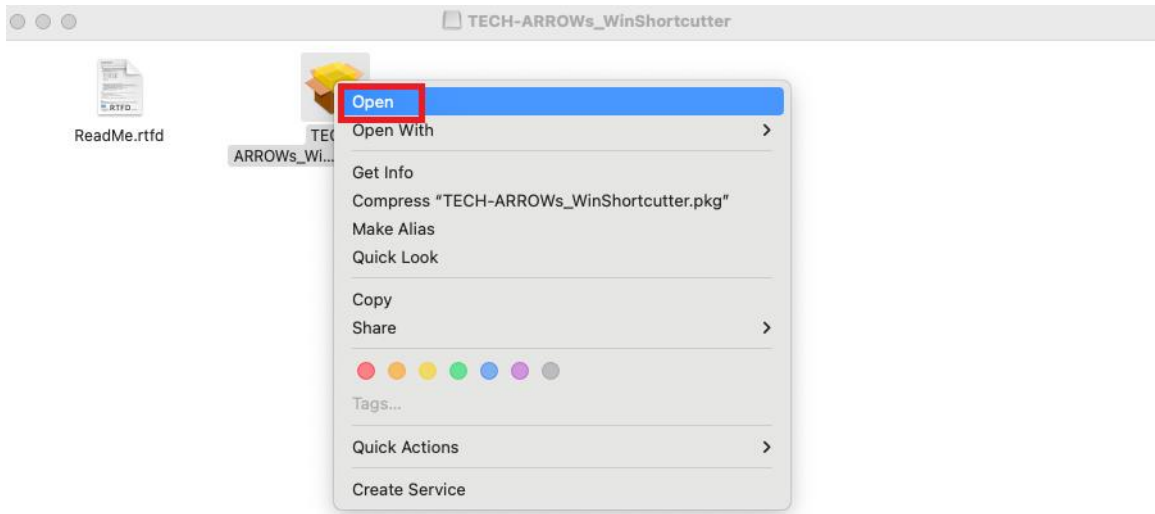 TECH-ARROWs_WinShortcutter
.RTFD
ReadMe.rtfd
TEC
ARROWs_Wi...
Open
Open With
Get Info
Compress “TECH-ARROWs_WinShortcutter.pkg”
Make Alias
Quick Look
Copy
Share
Tags...
Quick Actions
Create Service